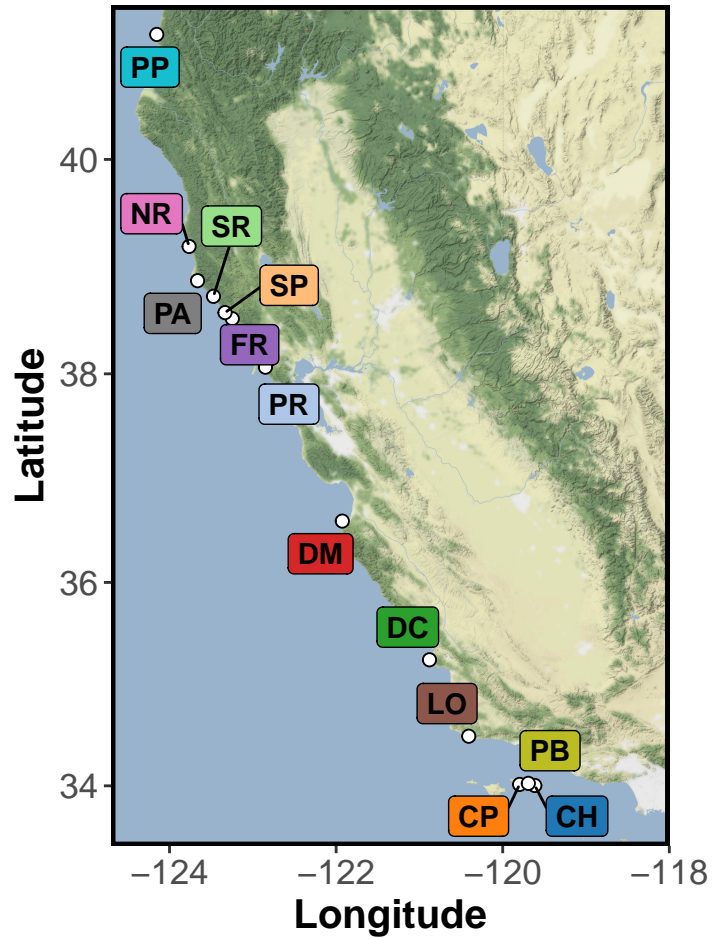 PP
40
NR
SR
SP
PA
FR
38
PR
DM
36
DC
LO
PB
34
CP
CH
−124
−122
−120
−118
Longitude
Latitude